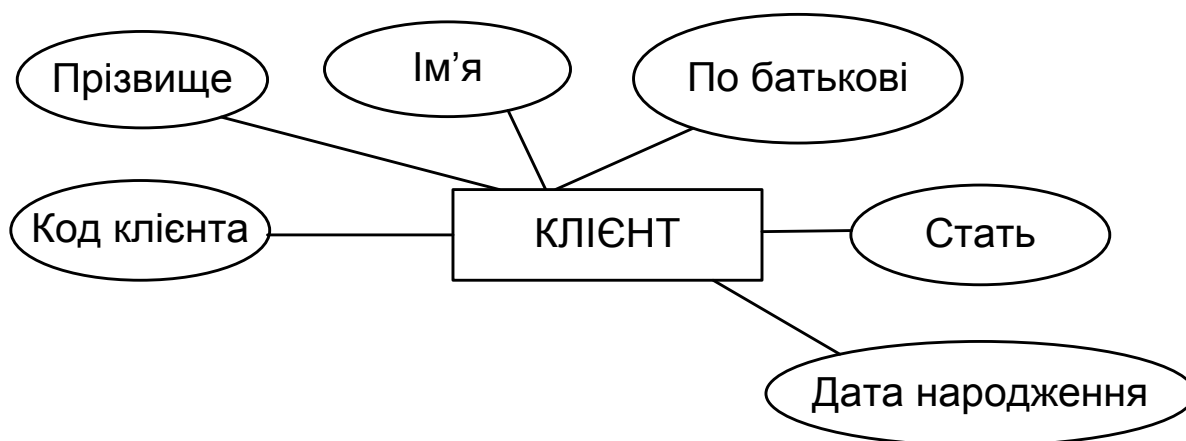 Прізвище
Ім’я
По батькові
Код клієнта
КЛІЄНТ
Стать
Дата народження